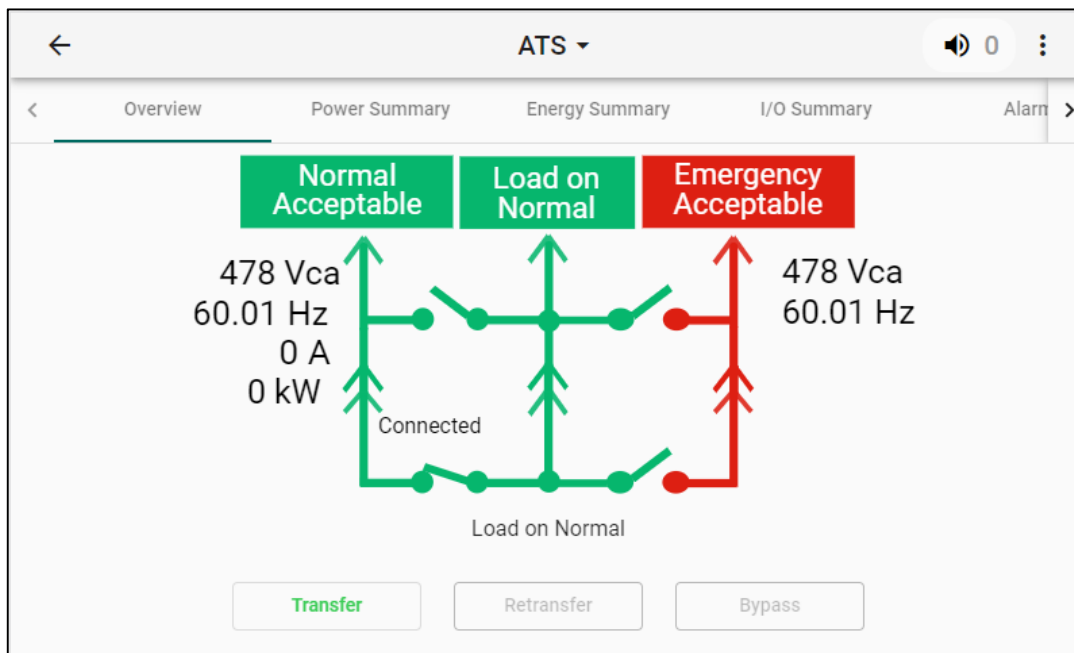 ATS
0
Overview
Power Summary
Energy Summary
I/O Summary
Alarm
Normal
Acceptable
Load on
Normal
Emergency
Acceptable
478 Vca
60.01 Hz
0 A
0 kW
478 Vca
60.01 Hz
Connected
Load on Normal
Transfer
Retransfer
Bypass